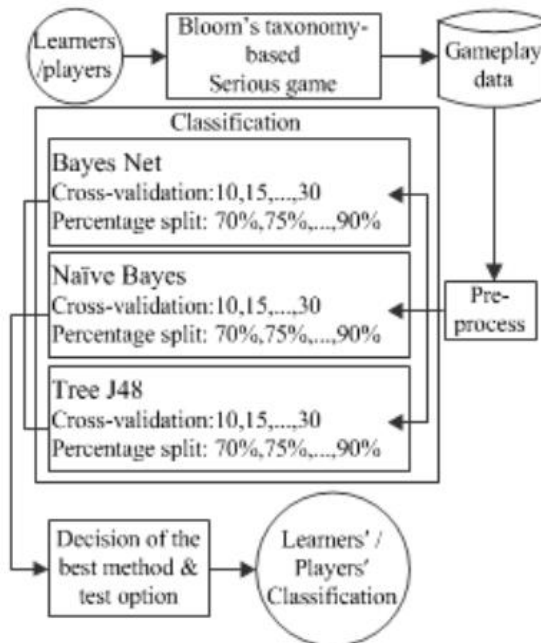 Learners
/players
Bloom's taxonomy-
based
Serious game
Gameplay
data
Classification
Bayes Net
Cross-validation:10,15,...,30
Percentage split: 70%,75%,...,90%
Naïve Bayes
Cross-validation:10,15,...,30
Percentage split: 70%,75%,...,90%
Tree J48
Cross-validation:10,15,...,30
Percentage split: 70%,75%,...,90%
Pre-
process
Decision of the
best method &
test option
Learners' /
Players'
Classification